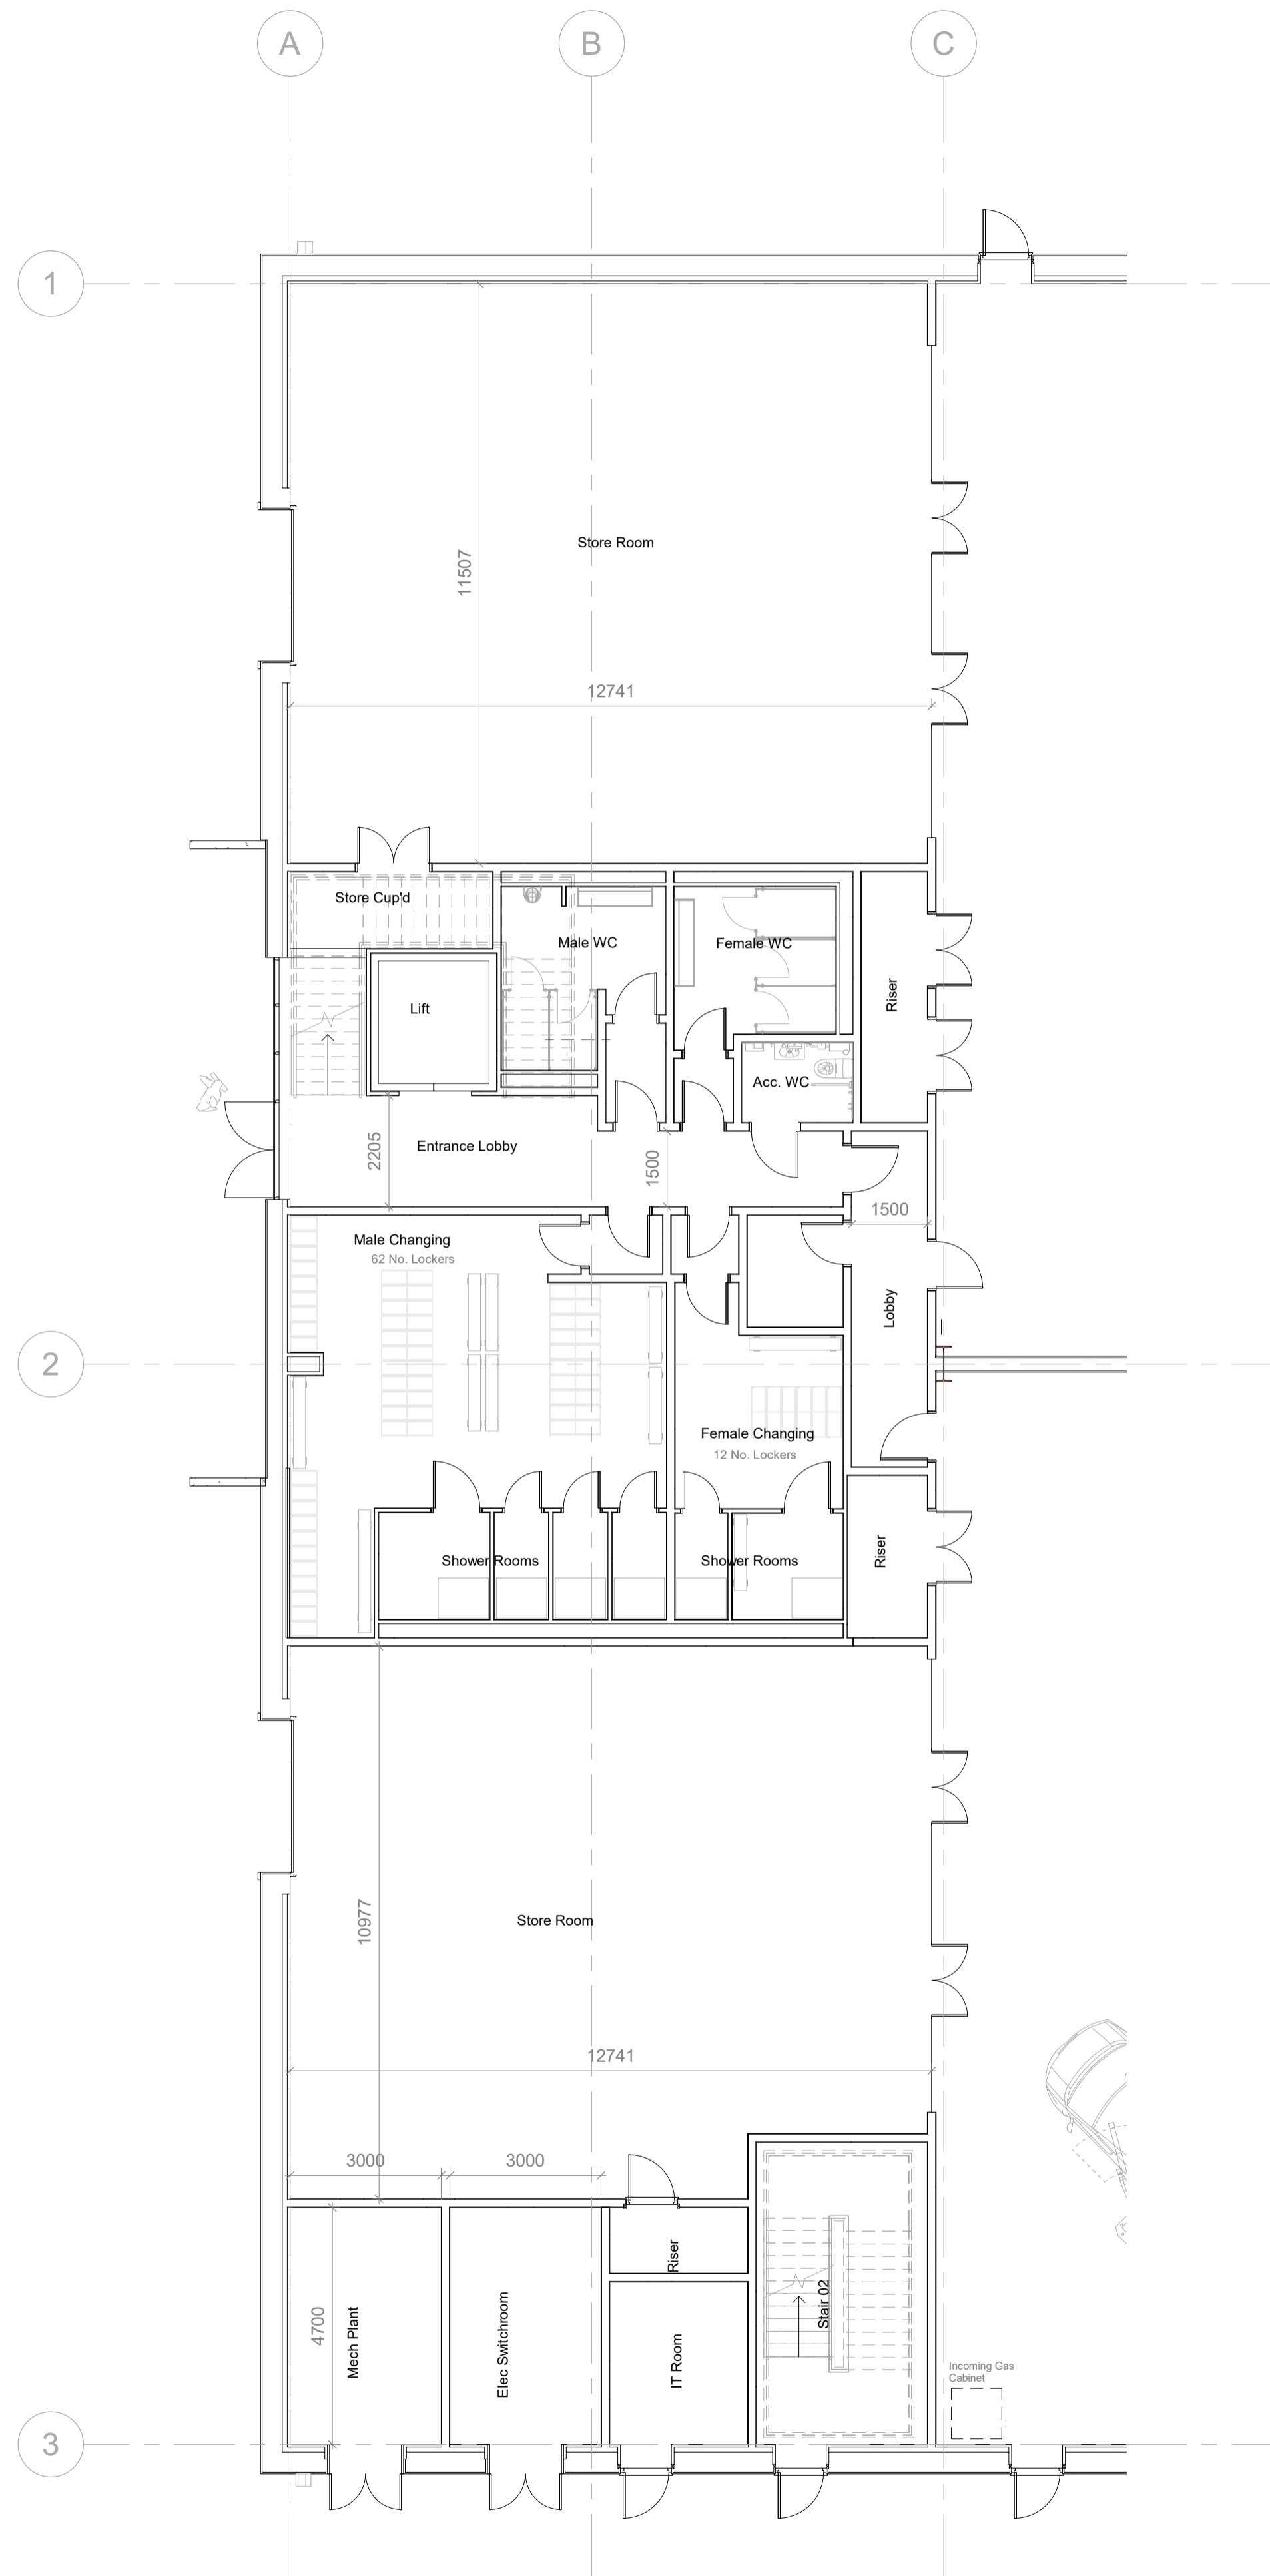 A
B
C
1
Store Room
11507
12741
Store Cup'd
Male WC
Female WC
Riser
Lift
Acc. WC
Entrance Lobby
2205
1500
1500
Male Changing
62 No. Lockers
Lobby
2
Female Changing
12 No. Lockers
Shower Rooms
Shower Rooms
Riser
10977
Store Room
12741
3000
3000
Riser
4700
Mech Plant
Elec Switchroom
IT Room
Stair 02
Incoming Gas
Cabinet
3